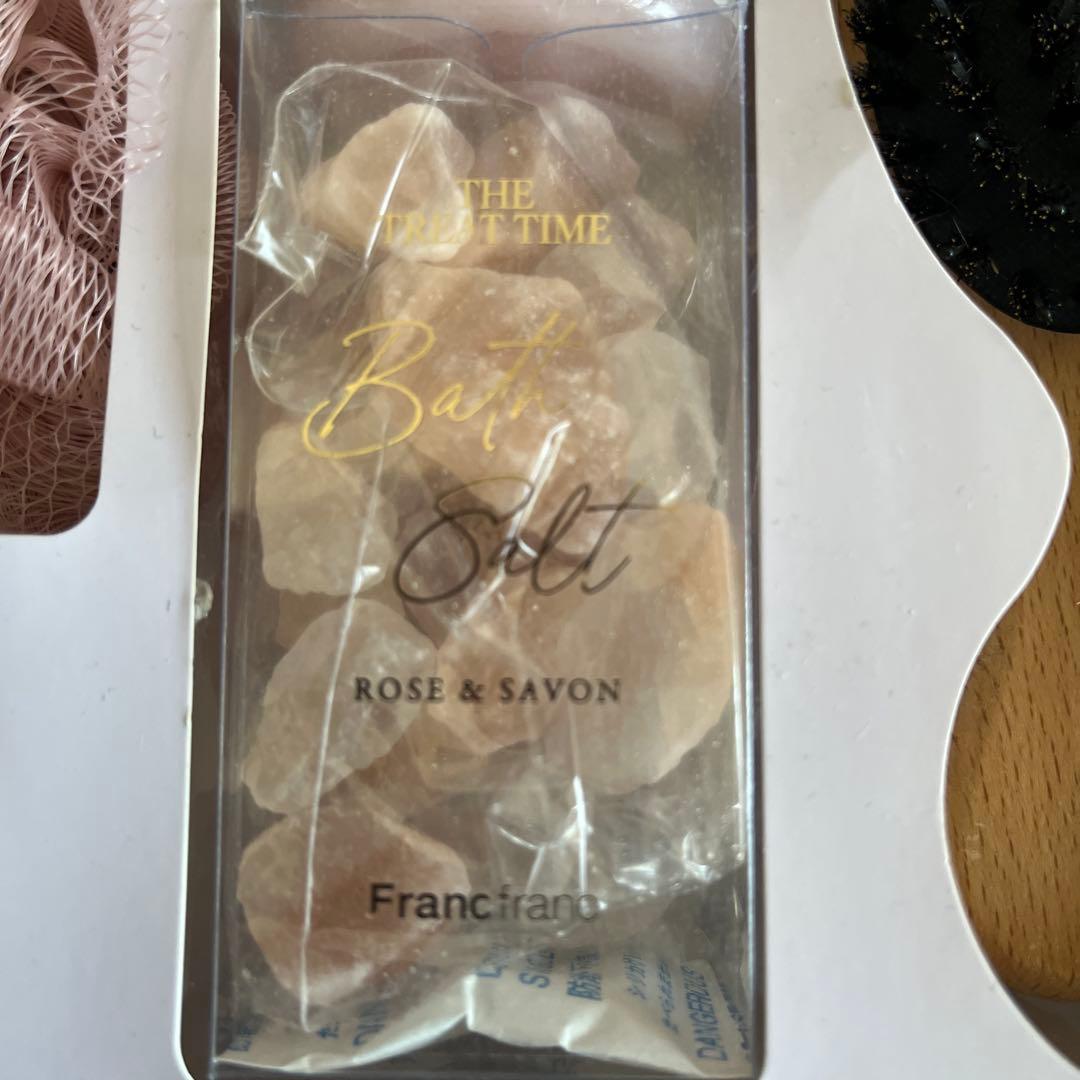 THE
TREAT TIME
Bath
Salt
ROSE & SAVON
Francfranc
DANGEROUS